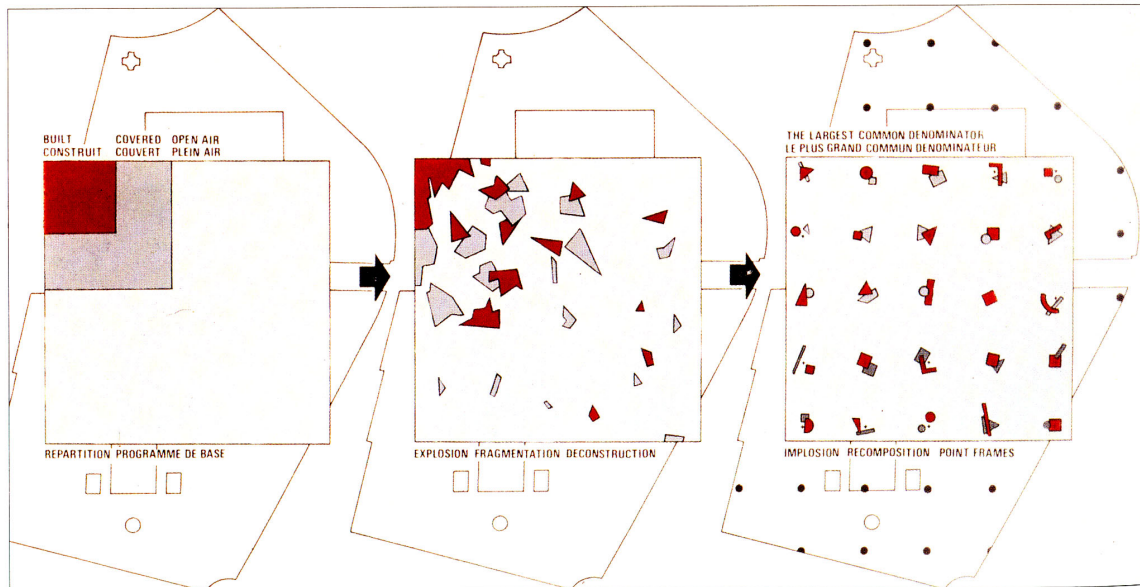 BUILT
CONSTRUIT
COVERED
COUVERT
OPEN AIR
PLEIN AIR
REPARTITION PROGRAMME DE BASE
EXPLOSION FRAGMENTATION DECONSTRUCTION
THE LARGEST COMMON DENOMINATOR
LE PLUS GRAND COMMUN DENOMINATEUR
IMPLOSION RECOMPOSITION POINT FRAMES